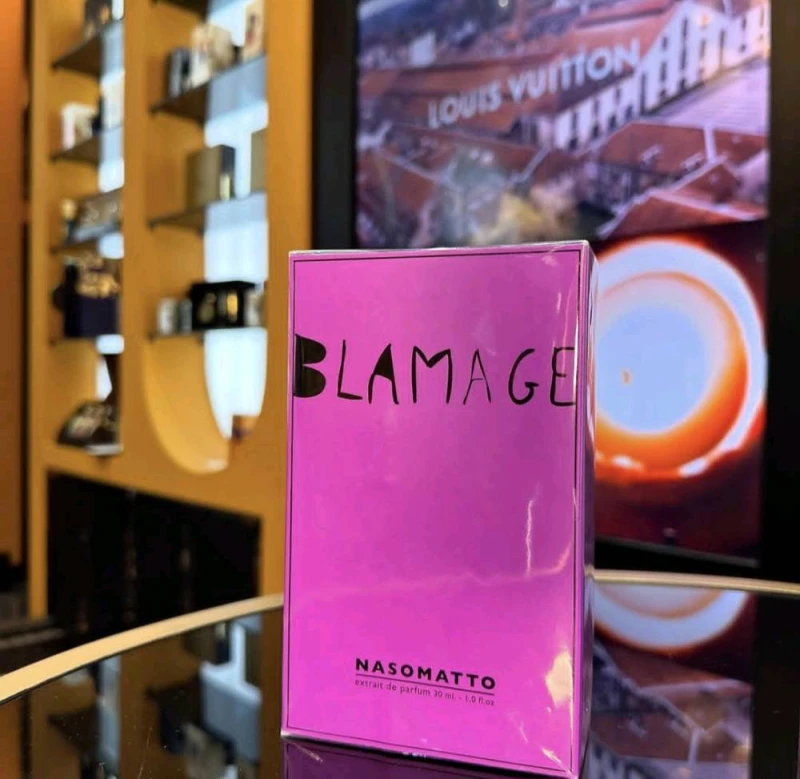 LOUIS VUITTON
BLAMAGE
NASOMATTO
extrait de parfum 30 ml. - 1.0 fl.oz